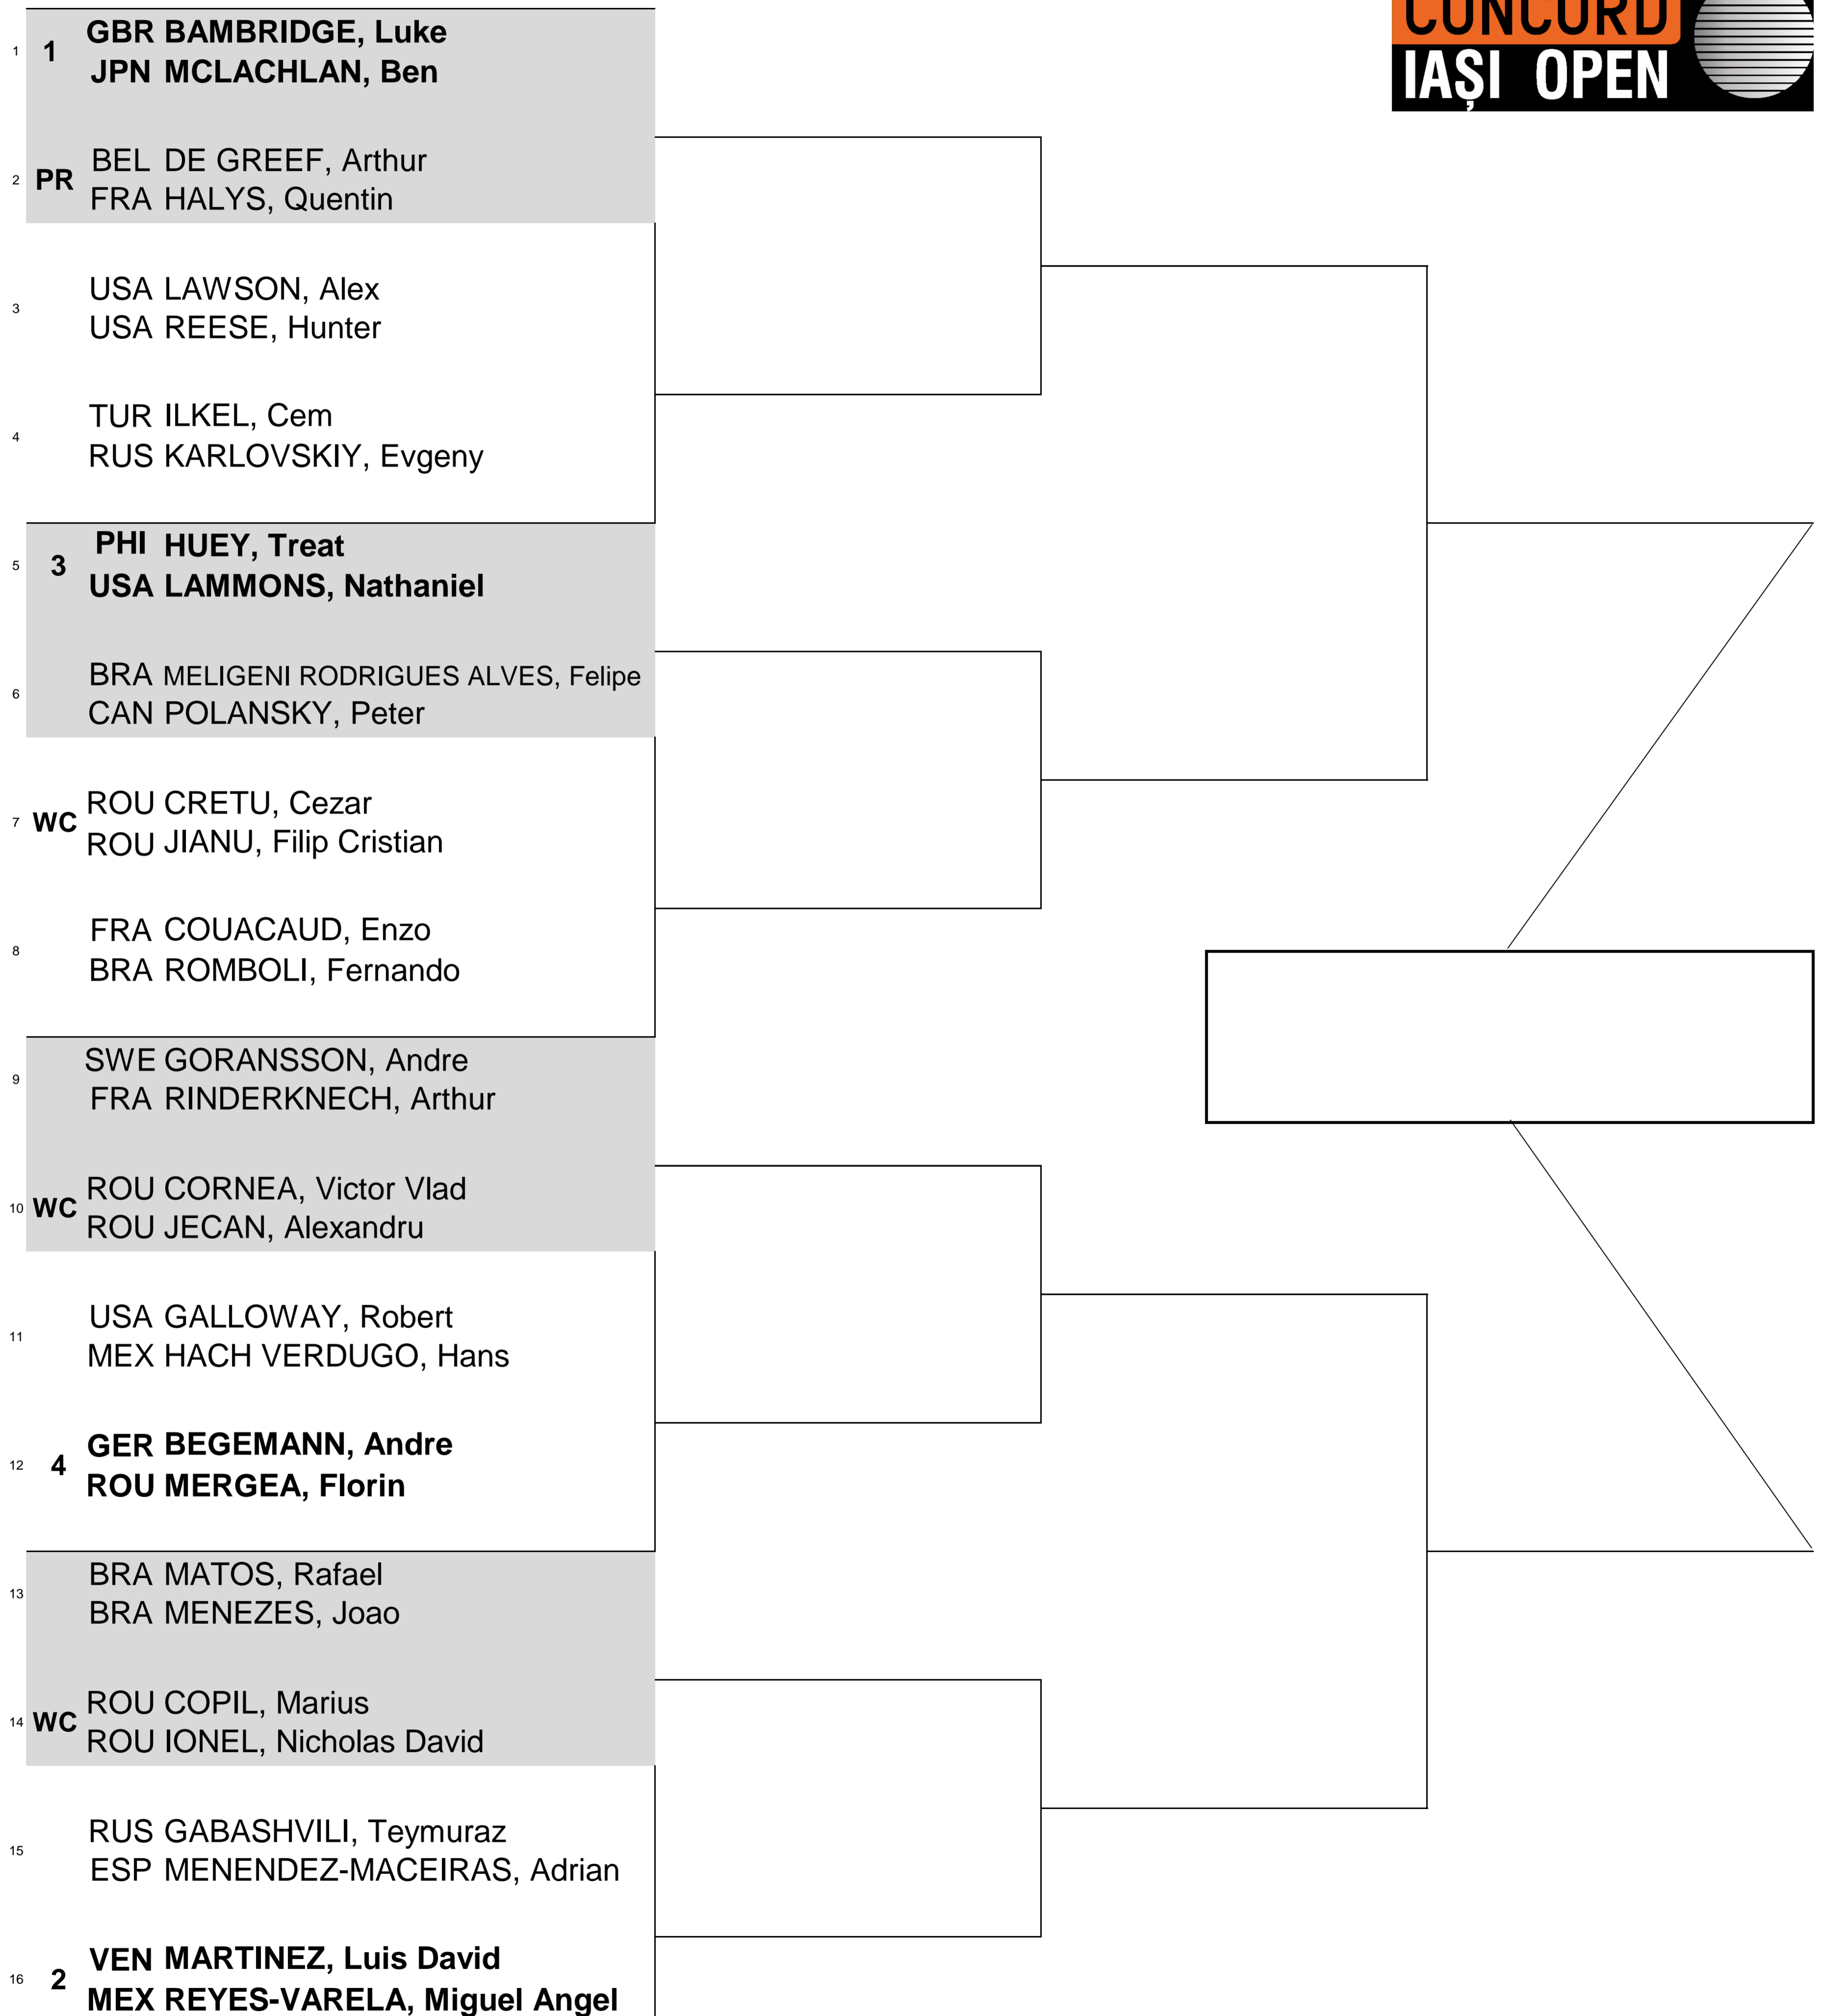 CONCORD
IAȘI OPEN
1 1 GBR BAMBRIDGE, Luke
JPN MCLACHLAN, Ben
2 PR BEL DE GREEF, Arthur
FRA HALYS, Quentin
3 USA LAWSON, Alex
USA REESE, Hunter
4 TUR ILKEL, Cem
RUS KARLOVSKIY, Evgeny
5 3 PHI HUEY, Treat
USA LAMMONS, Nathaniel
6 BRA MELIGENI RODRIGUES ALVES, Felipe
CAN POLANSKY, Peter
7 WC ROU CRETU, Cezar
ROU JIANU, Filip Cristian
8 FRA COUACAUD, Enzo
BRA ROMBOLI, Fernando
9 SWE GORANSSON, Andre
FRA RINDERKNECH, Arthur
10 WC ROU CORNEA, Victor Vlad
ROU JECAN, Alexandru
11 USA GALLOWAY, Robert
MEX HACH VERDUGO, Hans
12 4 GER BEGEMANN, Andre
ROU MERGEA, Florin
13 BRA MATOS, Rafael
BRA MENEZES, Joao
14 WC ROU COPIL, Marius
ROU IONEL, Nicholas David
15 RUS GABASHVILI, Teymuraz
ESP MENENDEZ-MACEIRAS, Adrian
16 2 VEN MARTINEZ, Luis David
MEX REYES-VARELA, Miguel Angel